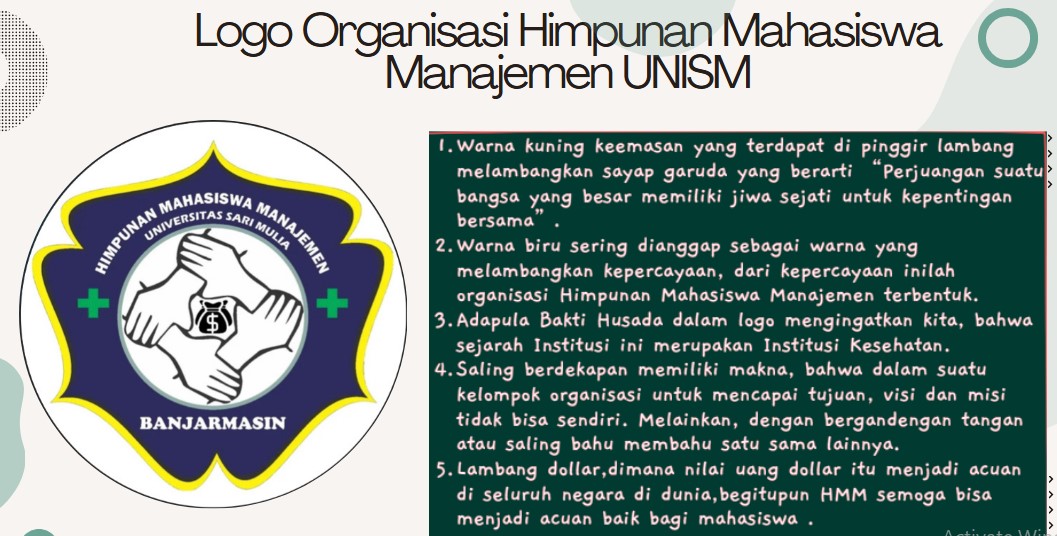 Logo Organisasi Himpunan Mahasiswa
Manajemen UNISM
HIMPUNAN MAHASISWA MANAJEMEN
UNIVERSITAS SARI MULIA
$
BANJARMASIN
1. Warna kuning keemasan yang terdapat di pinggir lambang
melambangkan sayap garuda yang berarti “Perjuangan suatu
bangsa yang besar memiliki jiwa sejati untuk kepentingan
bersama” .
2. Warna biru sering dianggap sebagai warna yang
melambangkan kepercayaan, dari kepercayaan inilah
organisasi Himpunan Mahasiswa Manajemen terbentuk.
3. Adapula Bakti Husada dalam logo mengingatkan kita, bahwa
sejarah Institusi ini merupakan Institusi Kesehatan.
4. Saling berdekapan memiliki makna, bahwa dalam suatu
kelompok organisasi untuk mencapai tujuan, visi dan misi
tidak bisa sendiri. Melainkan, dengan bergandengan tangan
atau saling bahu membahu satu sama lainnya.
5. Lambang dollar,dimana nilai uang dollar itu menjadi acuan
di seluruh negara di dunia,begitupun HMM semoga bisa
menjadi acuan baik bagi mahasiswa .